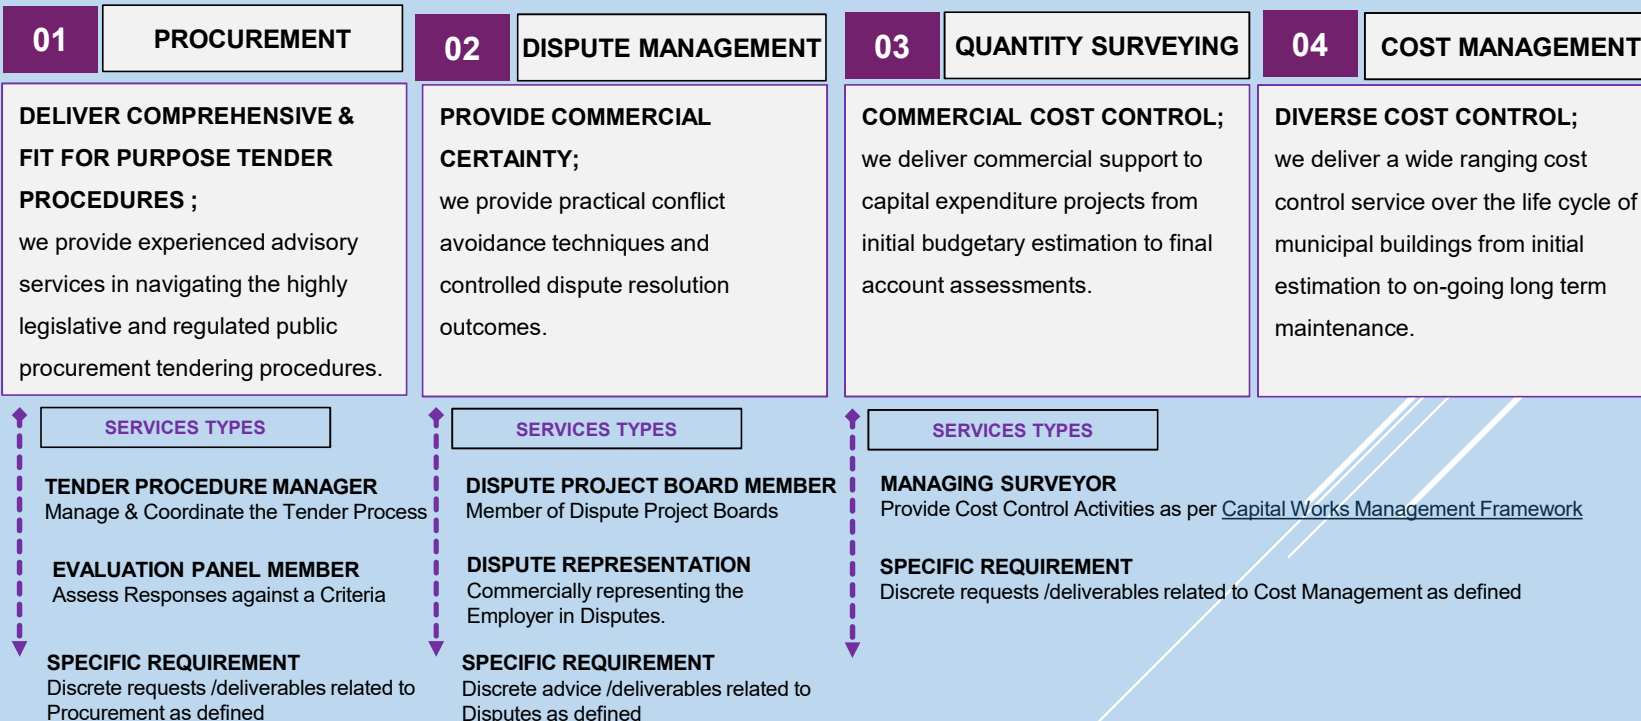 01
PROCUREMENT
DELIVER COMPREHENSIVE &
FIT FOR PURPOSE TENDER
PROCEDURES ;
we provide experienced advisory
services in navigating the highly
legislative and regulated public
procurement tendering procedures.
SERVICES TYPES
TENDER PROCEDURE MANAGER
Manage & Coordinate the Tender Process
EVALUATION PANEL MEMBER
Assess Responses against a Criteria
SPECIFIC REQUIREMENT
Discrete requests /deliverables related to
Procurement as defined
02
DISPUTE MANAGEMENT
PROVIDE COMMERCIAL
CERTAINTY;
we provide practical conflict
avoidance techniques and
controlled dispute resolution
outcomes.
SERVICES TYPES
DISPUTE PROJECT BOARD MEMBER
Member of Dispute Project Boards
DISPUTE REPRESENTATION
Commercially representing the
Employer in Disputes.
SPECIFIC REQUIREMENT
Discrete advice /deliverables related to
Disputes as defined
03
QUANTITY SURVEYING
COMMERCIAL COST CONTROL;
we deliver commercial support to
capital expenditure projects from
initial budgetary estimation to final
account assessments.
04
COST MANAGEMENT
DIVERSE COST CONTROL;
we deliver a wide ranging cost
control service over the life cycle of
municipal buildings from initial
estimation to on-going long term
maintenance.
SERVICES TYPES
MANAGING SURVEYOR
Provide Cost Control Activities as per Capital Works Management Framework
SPECIFIC REQUIREMENT
Discrete requests /deliverables related to Cost Management as defined